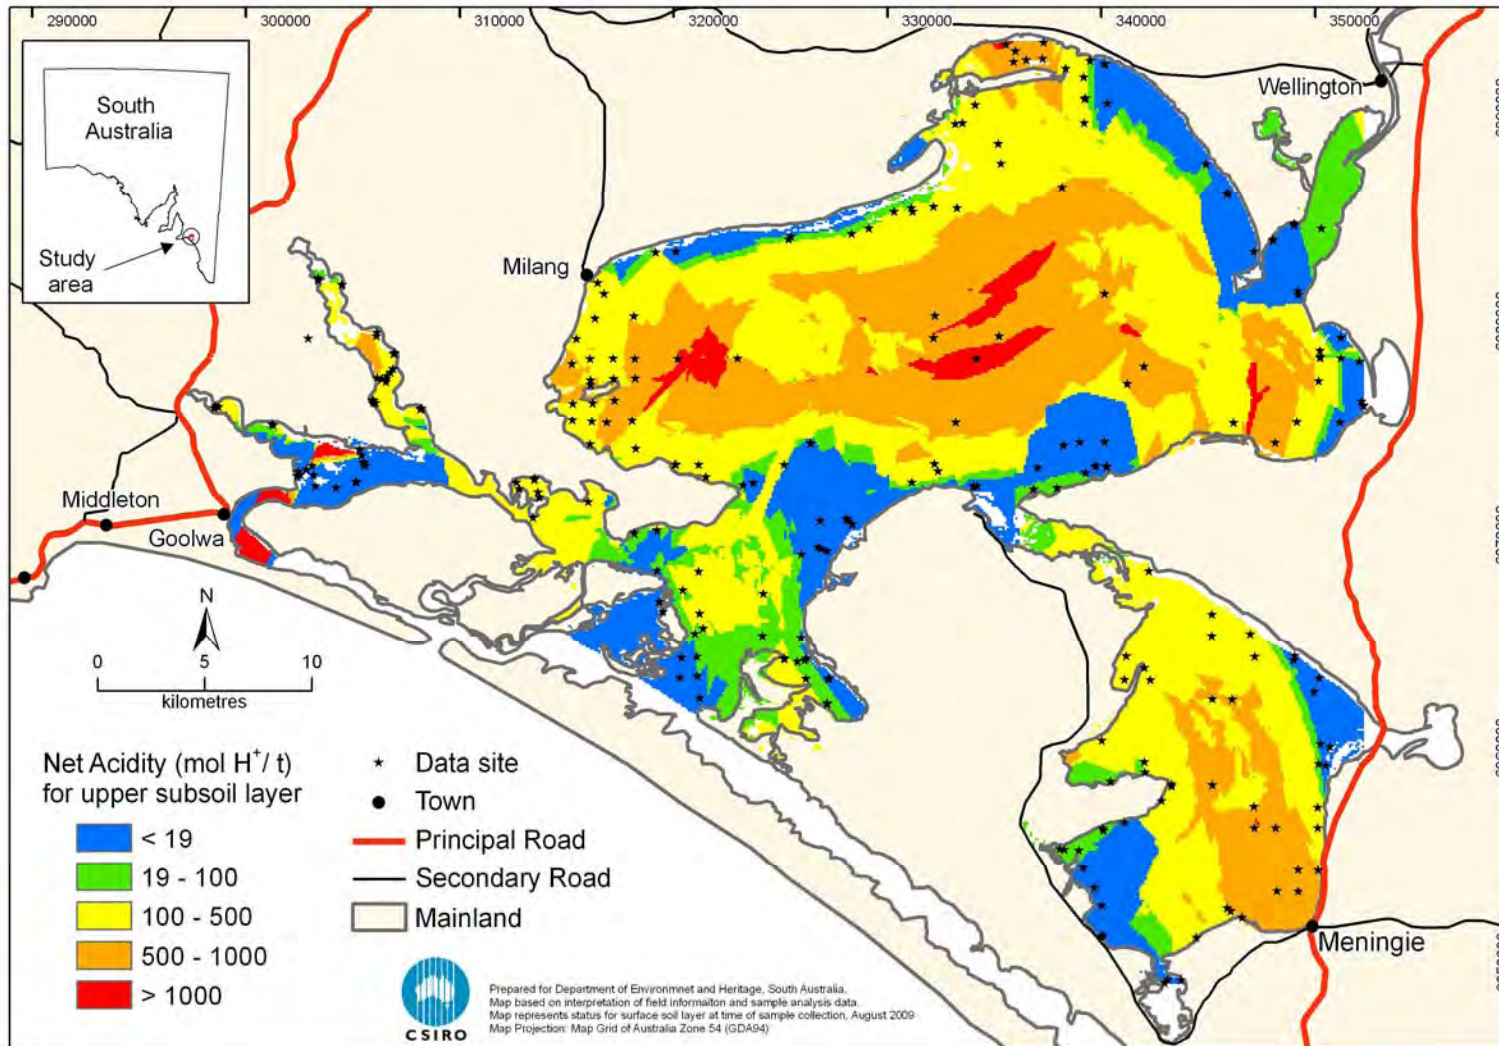 290000 300000 310000 320000 330000 340000 350000
Wellington
South
Australia
Study
area
Milang
Middleton
Goolwa
N
0 5 10
kilometres
Net Acidity (mol H⁺/ t)
for upper subsoil layer
< 19
19 - 100
100 - 500
500 - 1000
> 1000
Data site
Town
Principal Road
Secondary Road
Mainland
Meningie
CSIRO
Prepared for Department of Environmnet and Heritage, South Australia.
Map based on interpretation of field informaiton and sample analysis data.
Map represents status for surface soil layer at time of sample collection, August 2009
Map Projection: Map Grid of Australia Zone 54 (GDA94)